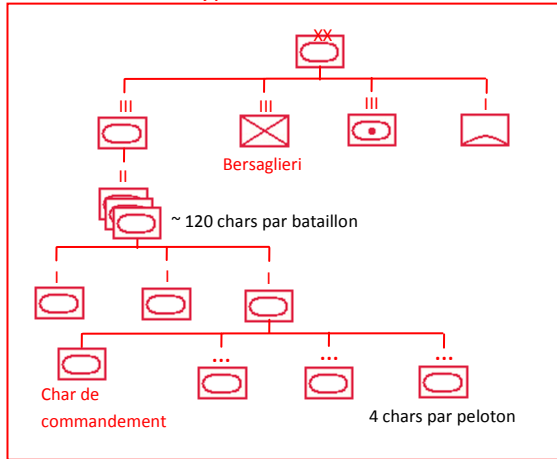 XX
III III III I
Bersaglieri
II
~ 120 chars par bataillon
I I I
... ... ...
Char de
commandement
4 chars par peloton